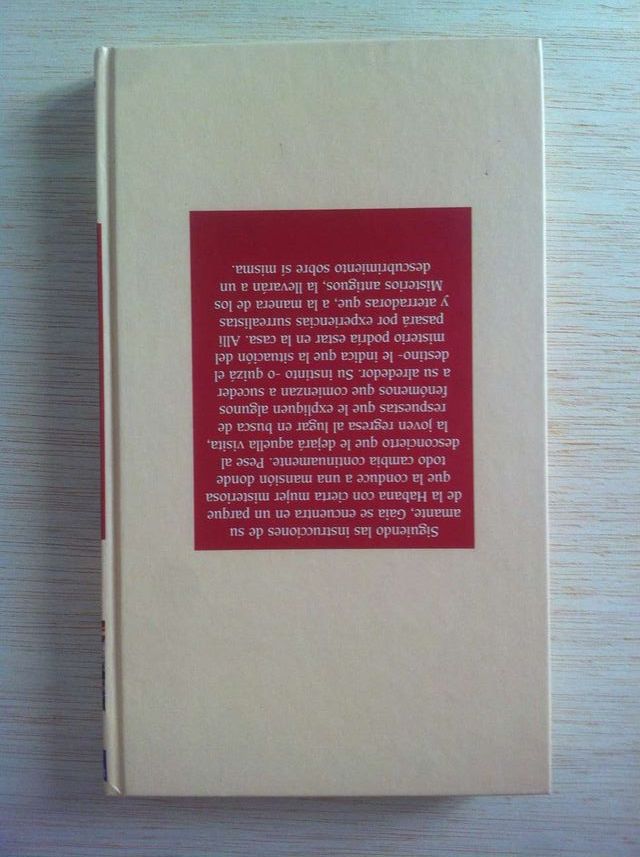 Siguiendo las instrucciones de su
amante, Gaia se encuentra en un parque
de la Habana con cierta mujer misteriosa
que la conduce a una mansión donde
todo cambia continuamente. Pese al
desconcierto que le dejará aquella visita,
la joven regresa al lugar en busca de
respuestas que le expliquen algunos
fenómenos que comienzan a suceder
a su alrededor. Su instinto -o quizá el
destino- le indica que la situación del
misterio podría estar en la casa. Allí
pasará por experiencias surrealistas
y aterradoras que, a la manera de los
Misterios antiguos, la llevarán a un
descubrimiento sobre sí misma.